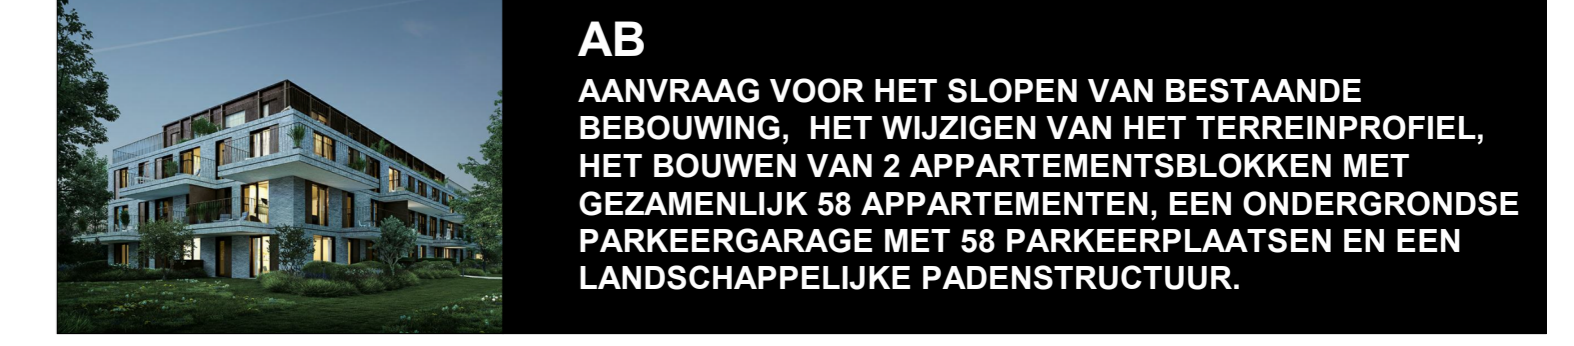 AB
AANVRAAG VOOR HET SLOPEN VAN BESTAANDE
BEBOUWING,  HET WIJZIGEN VAN HET TERREINPROFIEL,
HET BOUWEN VAN 2 APPARTEMENTSBLOKKEN MET
GEZAMENLIJK 58 APPARTEMENTEN, EEN ONDERGRONDSE
PARKEERGARAGE MET 58 PARKEERPLAATSEN EN EEN
LANDSCHAPPELIJKE PADENSTRUCTUUR.